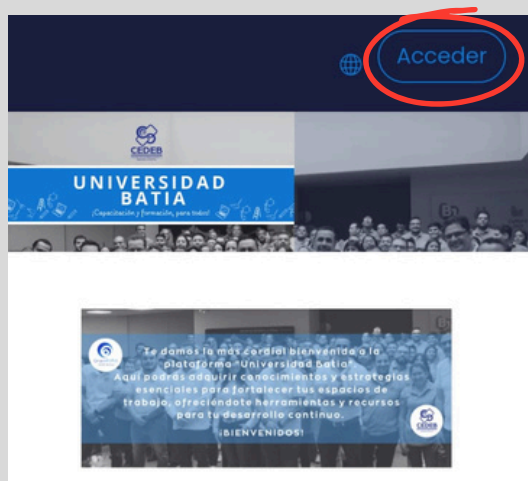 Acceder
CEDEB
UNIVERSIDAD
BATIA
¡Capacitación y formación, para todos!
Te damos la más cordial bienvenida a la
plataforma "Universidad Batia".
Aquí podrás adquirir conocimientos y estrategias
esenciales para fortalecer tus espacios de
trabajo, ofreciéndote herramientas y recursos
para tu desarrollo continuo.
¡BIENVENIDOS!
CEDEB